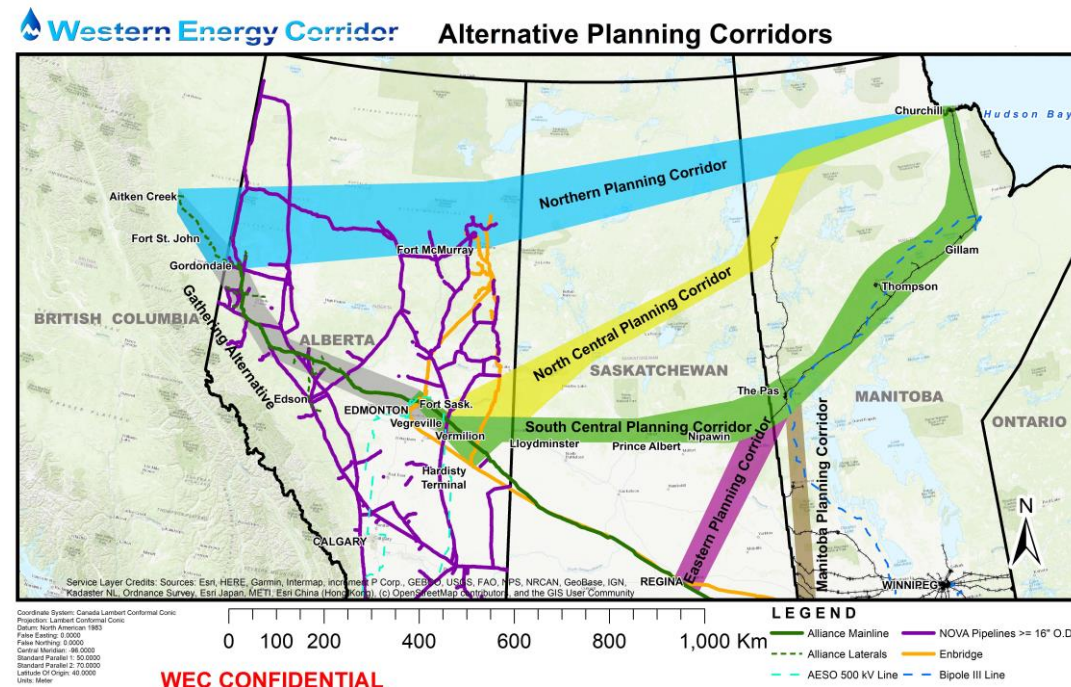 Western Energy Corridor
Alternative Planning Corridors
Churchill
Hudson Bay
Northern Planning Corridor
Aitken Creek
Fort St. John
Fort McMurray
Gillam
Gordondale
Thompson
BRITISH COLUMBIA
Gathering Alternative
ALBERTA
North Central Planning Corridor
SASKATCHEWAN
The Pas
MANITOBA
Edson
EDMONTON
Fort Sask.
Vegreville
South Central Planning Corridor
ONTARIO
Vermilion
Lloydminster
Prince Albert
Nipawin
Hardisty
Terminal
Eastern Planning Corridor
Manitoba Planning Corridor
N
CALGARY
REGINA
WINNIPEG
Service Layer Credits: Sources: Esri, HERE, Garmin, Intermap, increment P Corp., GEBCO, USGS, FAO, NPS, NRCAN, GeoBase, IGN,
Kadaster NL, Ordnance Survey, Esri Japan, METI, Esri China (Hong Kong), (c) OpenStreetMap contributors, and the GIS User Community
Coordinate System: Canada Lambert Conformal Conic
Projection: Lambert Conformal Conic
Datum: North American 1983
False Easting: 0.0000
False Northing: 0.0000
Central Meridian: -96.0000
Standard Parallel 1: 50.0000
Standard Parallel 2: 70.0000
Latitude Of Origin: 40.0000
Units: Meter
0 200 400 600 800 1,000 Km
WEC CONFIDENTIAL
LEGEND
Alliance Mainline
NOVA Pipelines >= 16" O.D
Alliance Laterals
Enbridge
AESO 500 kV Line
Bipole III Line